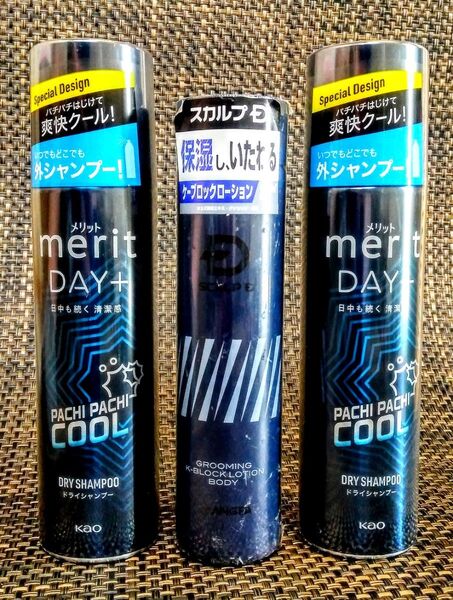 Special Design
パチパチはじけて
爽快クール!
いつでもどこでも
外シャンプー!
メリット
merit
DAY+
日中も続く清潔感
PACHI PACHI
COOL
DRY SHAMPOO
ドライシャンプー
Kao
スカルプD
保湿し、いたわる
ケーブロックローション
SCALP D
GROOMING
K-BLOCK LOTION
BODY
ANGFA
Special Design
パチパチはじけて
爽快クール!
いつでもどこでも
外シャンプー!
メリット
merit
DAY+
日中も続く清潔感
PACHI PACHI
COOL
DRY SHAMPOO
ドライシャンプー
Kao